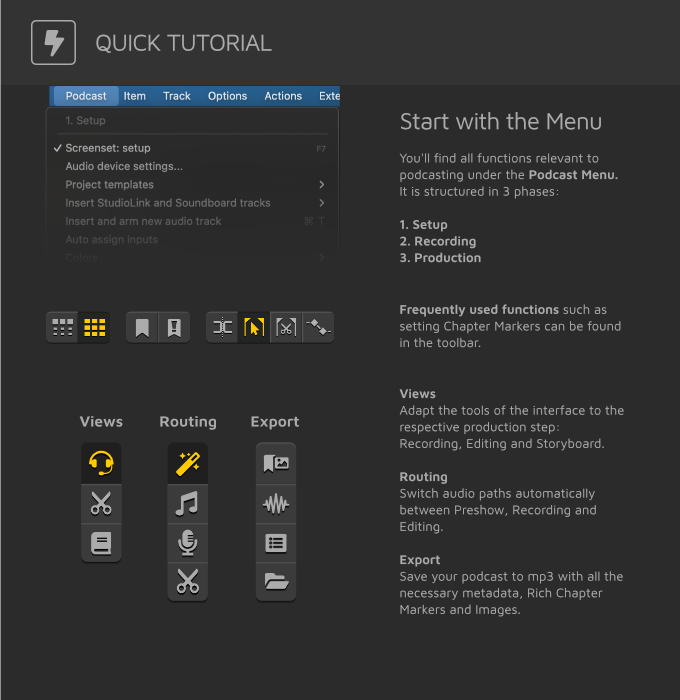 QUICK TUTORIAL
Podcast Item Track Options Actions Exte
1. Setup
✓ Screenset: setup F7
Audio device settings...
Project templates
Insert StudioLink and Soundboard tracks
Insert and arm new audio track ⌘ T
Auto assign inputs
Colors
Start with the Menu
You'll find all functions relevant to
podcasting under the Podcast Menu.
It is structured in 3 phases:
1. Setup
2. Recording
3. Production
Frequently used functions such as
setting Chapter Markers can be found
in the toolbar.
Views Routing Export
Views
Adapt the tools of the interface to the
respective production step:
Recording, Editing and Storyboard.
Routing
Switch audio paths automatically
between Preshow, Recording and
Editing.
Export
Save your podcast to mp3 with all the
necessary metadata, Rich Chapter
Markers and Images.